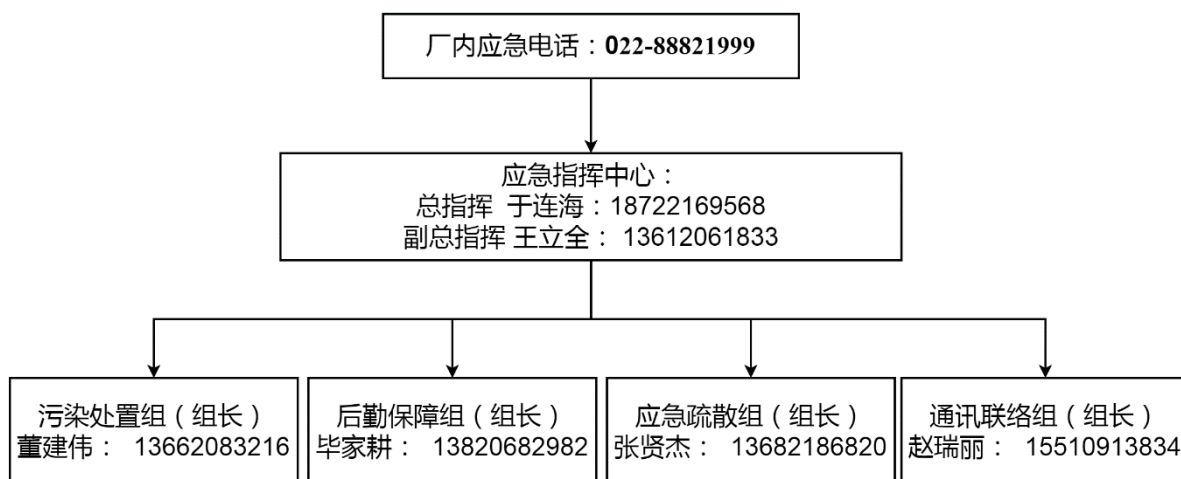 厂内应急电话：022-88821999
应急指挥中心：
总指挥 于连海：18722169568
副总指挥 王立全： 13612061833
污染处置组（组长）
董建伟： 13662083216
后勤保障组（组长）
毕家耕： 13820682982
应急疏散组（组长）
张贤杰： 13682186820
通讯联络组（组长）
赵瑞丽： 15510913834